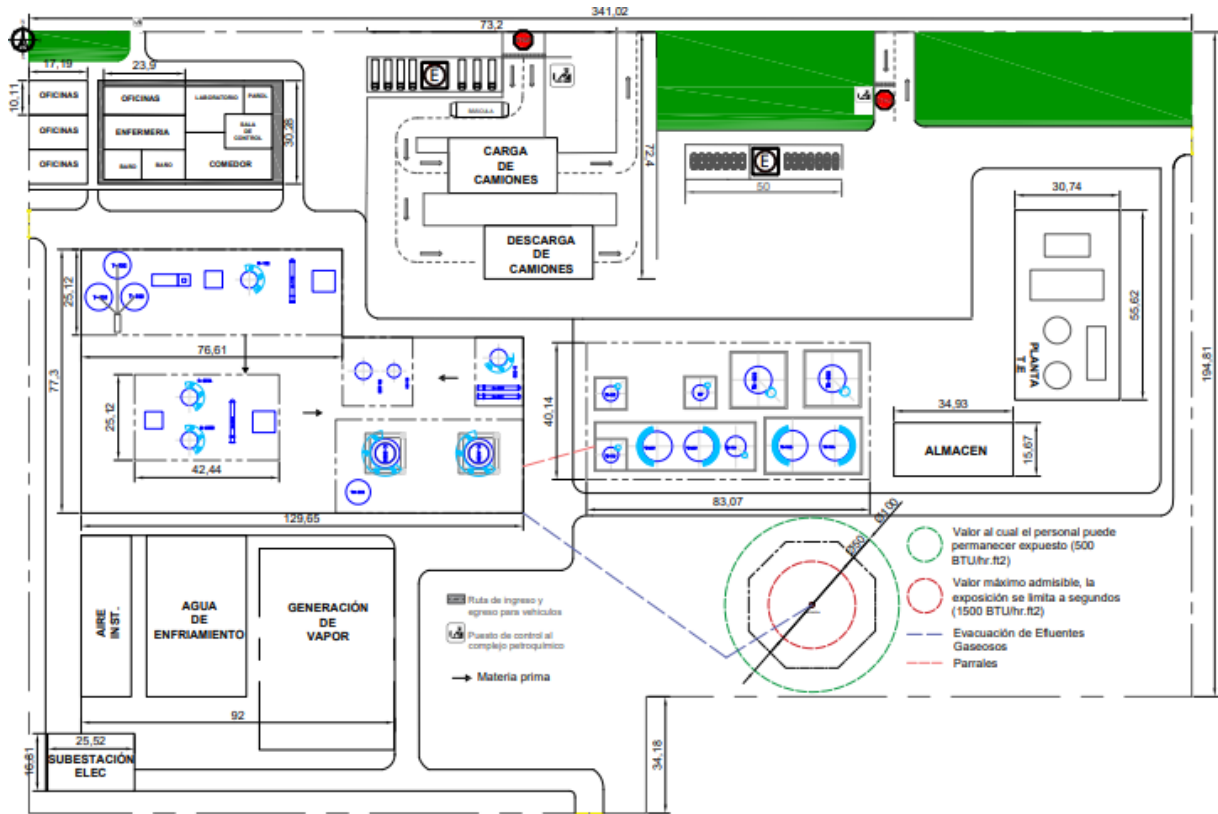 341,02
73,2
17,19
23,9
10,11
OFICINAS
OFICINAS
OFICINAS
OFICINAS
LABORATORIO
PAÑOL
ENFERMERIA
SALA
DE
CONTROL
BAÑO
BAÑO
COMEDOR
30,28
E
BASCULA
CARGA
DE
CAMIONES
DESCARGA
DE
CAMIONES
72,4
E
50
30,74
55,62
PLANTA
T.E
194,81
25,12
76,61
77,3
25,12
42,44
129,65
40,14
83,07
34,93
ALMACEN
15,67
AIRE
INST.
AGUA
DE
ENFRIAMIENTO
GENERACIÓN
DE
VAPOR
92
25,52
16,81
SUBESTACIÓN
ELEC
34,18
Ruta de ingreso y
egreso para vehículos
Puesto de control al
complejo petroquímico
Materia prima
Ø50
Ø100
Valor al cual el personal puede
permanecer expuesto (500
BTU/hr.ft2)
Valor máximo admisible, la
exposición se limita a segundos
(1500 BTU/hr.ft2)
Evacuación de Efluentes
Gaseosos
Parrales